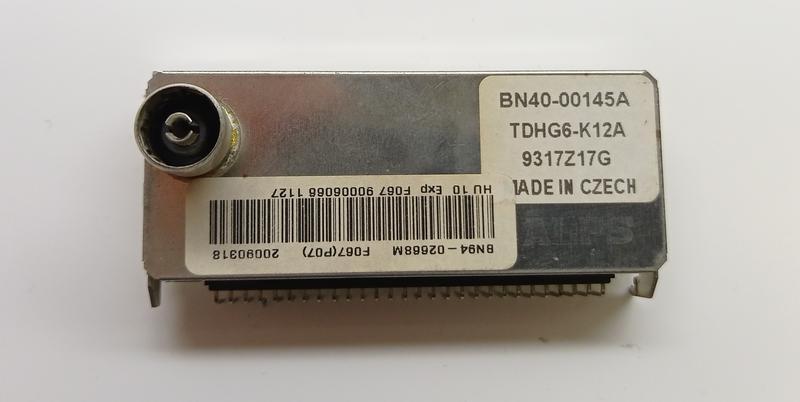 BN40-00145A
TDHG6-K12A
9317Z17G
MADE IN CZECH
ALPS
BN94-02668M F067(P07) 20090318
HU 10 Exp F067 90006066 1127